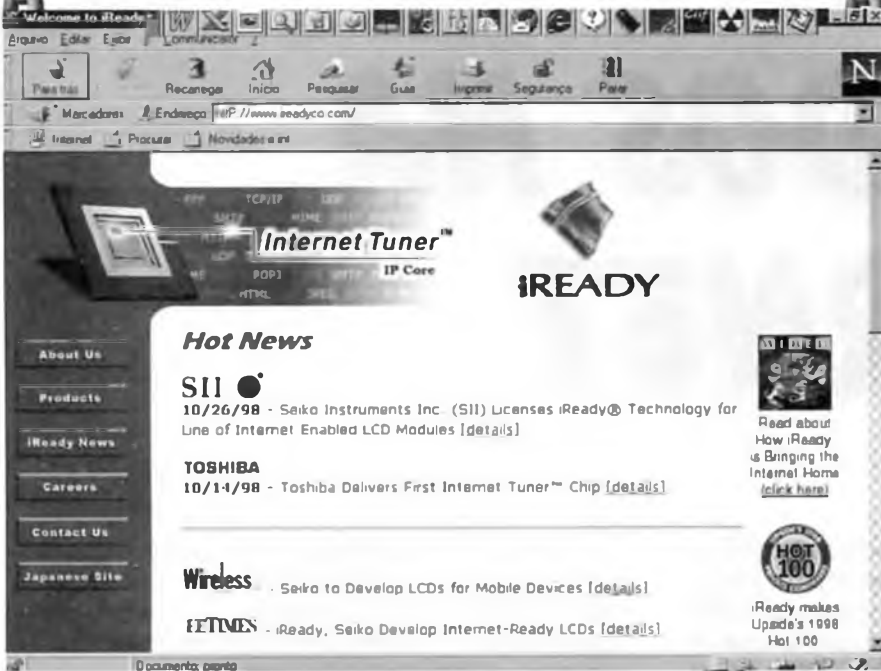 Welcome to iReady
Arquivo Editar Exibir Communicator
Para trás Recarregar Início Pesquisar Guia Imprimir Segurança Parar
N
Marcadores Endereço http://www.ireadyco.com/
Internet Procurar Novidades e int
TCP/IP UDP
SMTP MIME
Internet Tuner™
UDP
IP Core
POP3 SMTP
HTML
iREADY
Hot News
About Us
Products
iReady News
Careers
Contact Us
Japanese Site
SII
10/26/98 - Seiko Instruments Inc. (SII) Licenses iReady® Technology for
Line of Internet Enabled LCD Modules [details]
TOSHIBA
10/14/98 - Toshiba Delivers First Internet Tuner™ Chip [details]
Wireless - Seiko to Develop LCDs for Mobile Devices [details]
EETIMES - iReady, Seiko Develop Internet-Ready LCDs [details]
WIRED
Read about
How iReady
is Bringing the
Internet Home
(click here)
HOT
100
iReady makes
Upside's 1998
Hot 100
Documento: pronto